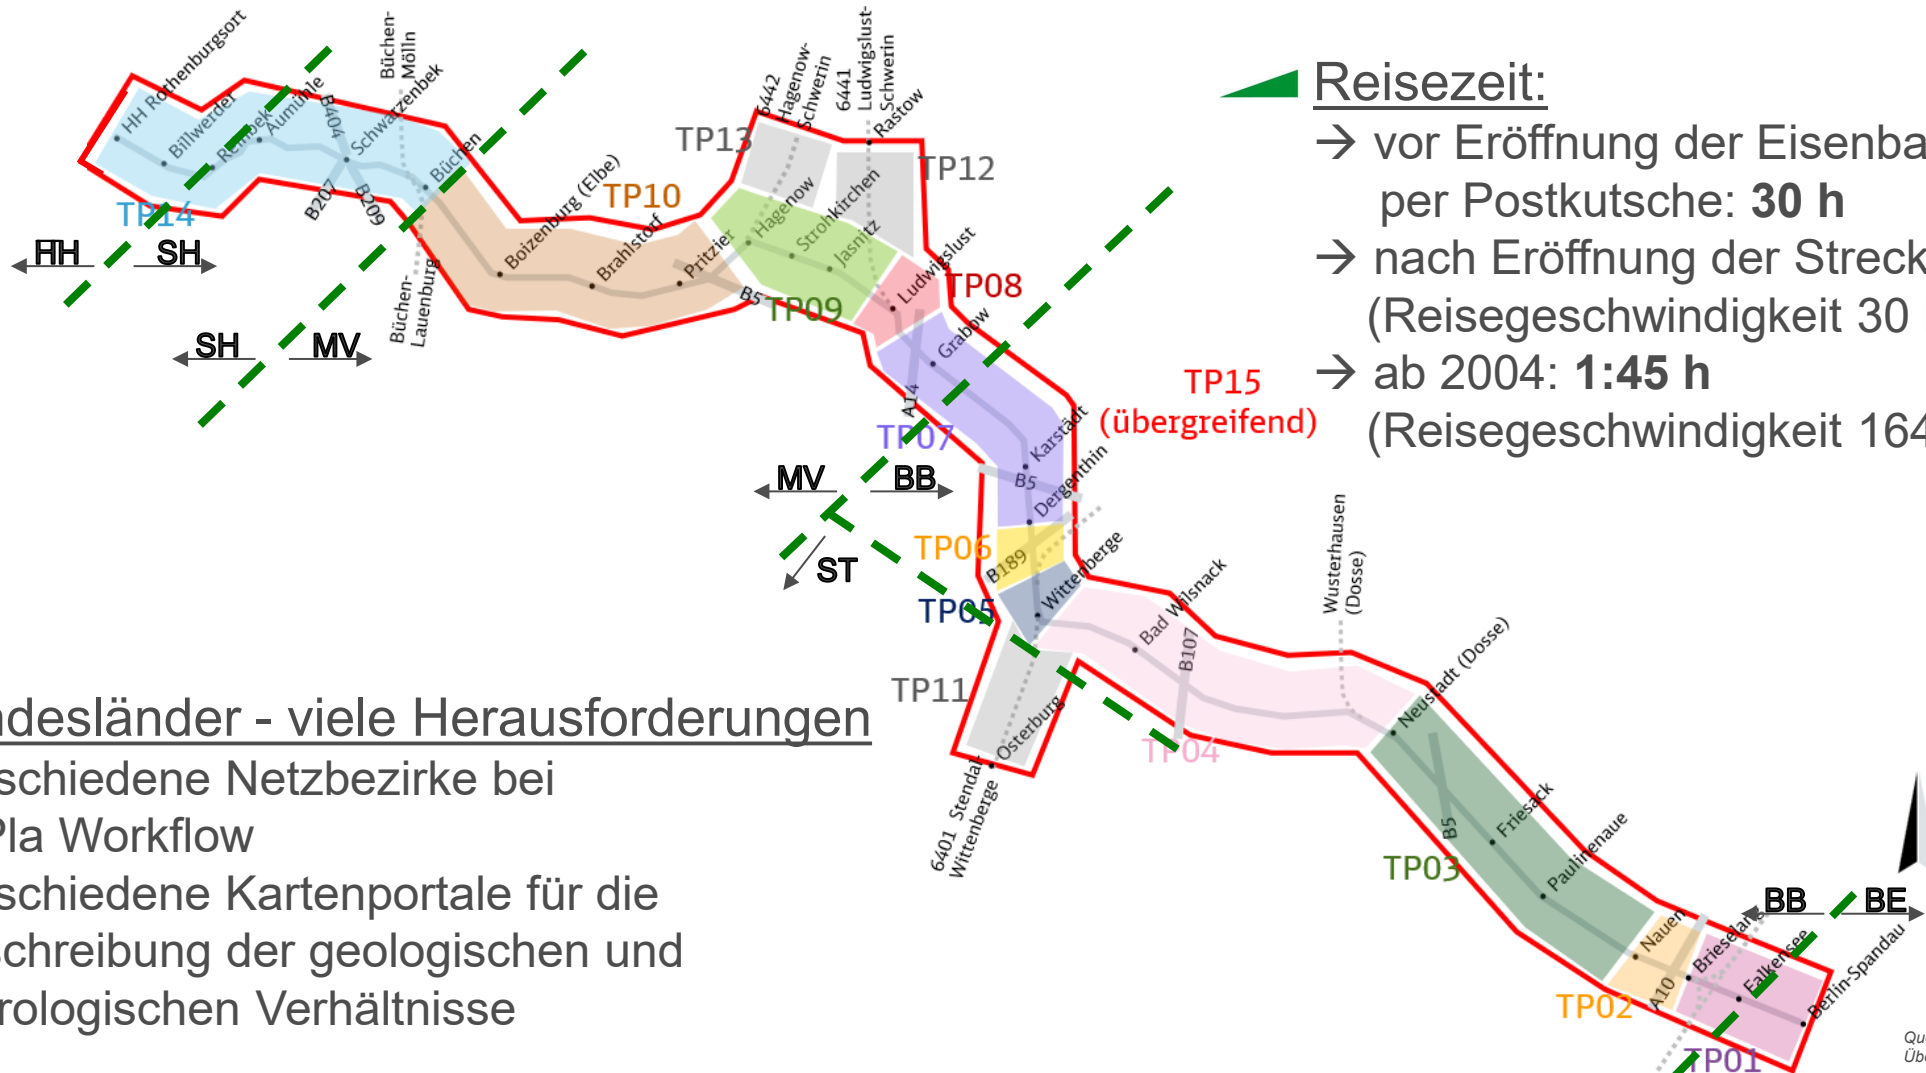 HH Rothenburgsort
Billwerder
Reinbek
Aumühle
B404
Schwarzenbek
Büchen-
Mölln
Büchen
B207
B209
TP14
HH
SH
SH
MV
Büchen-
Lauenburg
Boizenburg (Elbe)
Brahlstorf
Pritzier
TP10
B5
TP13
6442
Hagenow-
Schwerin
6441
Ludwigslust-
Schwerin
Rastow
TP12
Hagenow
Strohkirchen
Jasnitz
TP09
Ludwigslust
TP08
Grabow
A14
TP07
Karstädt
B5
Dergenthin
MV
BB
ST
TP06
B189
TP05
Wittenberge
TP11
Osterburg
6401 Stendal-
Wittenberge
TP15
(übergreifend)
Bad Wilsnack
B107
TP04
Wusterhausen
(Dosse)
Neustadt (Dosse)
B5
TP03
Friesack
Paulinenaue
Nauen
TP02
A10
Brieselang
Falkensee
Berlin-Spandau
TP01
BB
BE
Reisezeit:
→ vor Eröffnung der Eisenba
per Postkutsche: 30 h
→ nach Eröffnung der Streck
(Reisegeschwindigkeit 30
→ ab 2004: 1:45 h
(Reisegeschwindigkeit 164
ndesländer - viele Herausforderungen
schiedene Netzbezirke bei
Pla Workflow
schiedene Kartenportale für die
schreibung der geologischen und
rologischen Verhältnisse
Qu
Übe